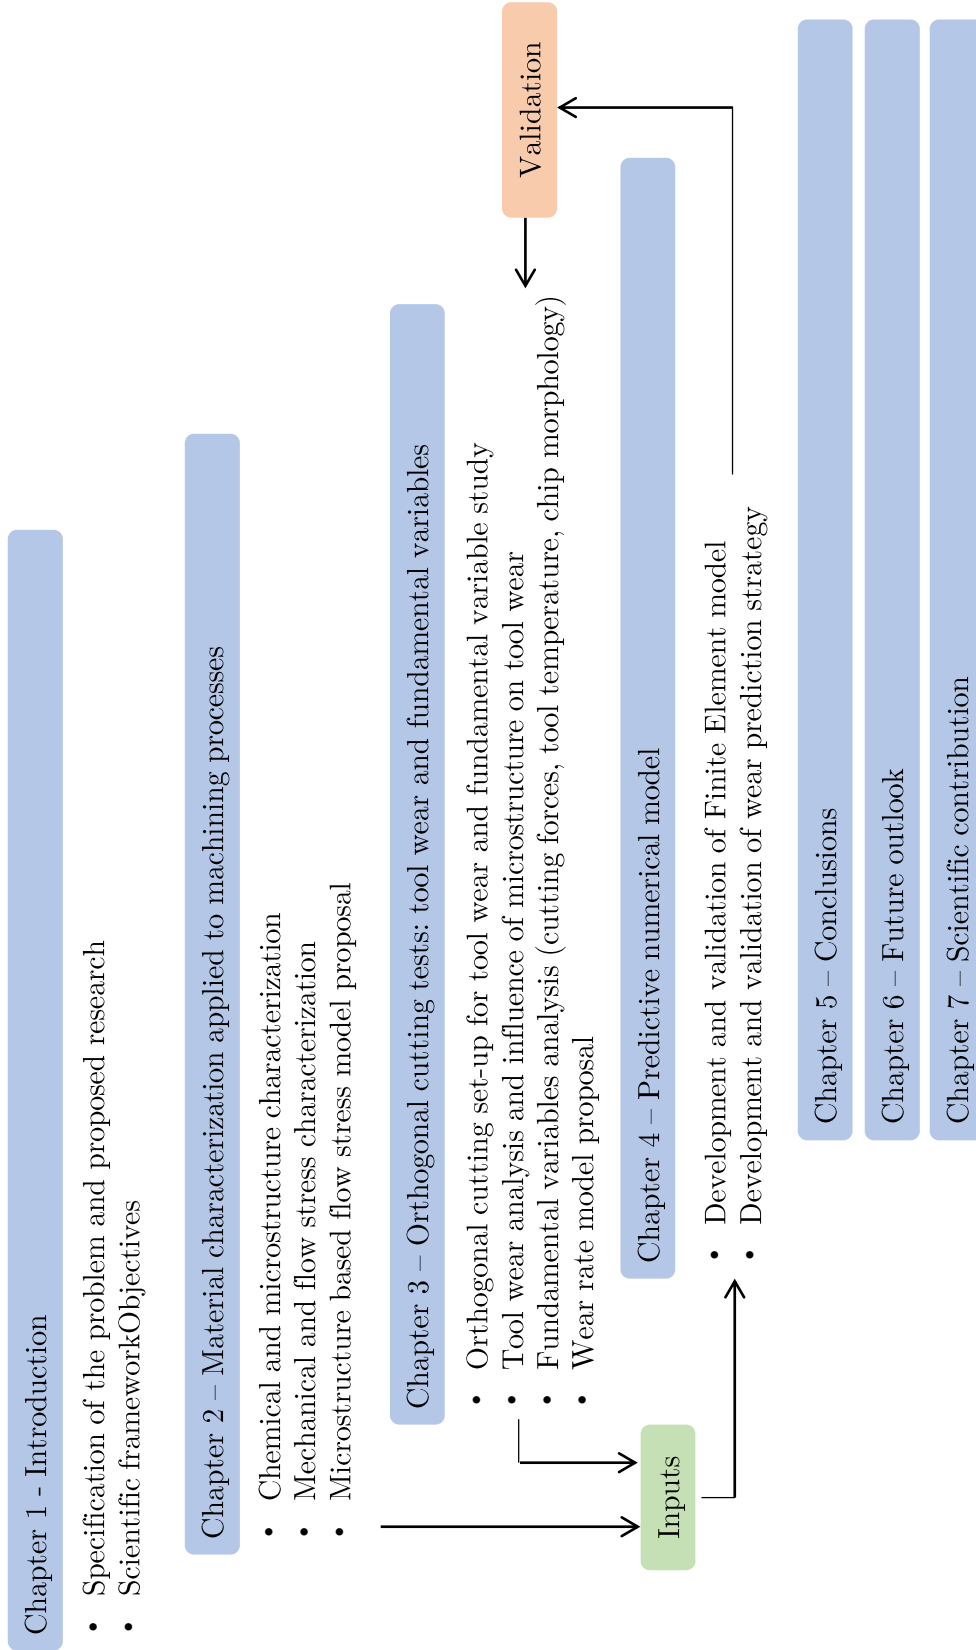 Chapter 1 - Introduction
• Specification of the problem and proposed research
• Scientific frameworkObjectives
Chapter 2 – Material characterization applied to machining processes
• Chemical and microstructure characterization
• Mechanical and flow stress characterization
• Microstructure based flow stress model proposal
Chapter 3 – Orthogonal cutting tests: tool wear and fundamental variables
• Orthogonal cutting set-up for tool wear and fundamental variable study
• Tool wear analysis and influence of microstructure on tool wear
• Fundamental variables analysis (cutting forces, tool temperature, chip morphology)
• Wear rate model proposal
Validation
Inputs
Chapter 4 – Predictive numerical model
• Development and validation of Finite Element model
• Development and validation of wear prediction strategy
Chapter 5 – Conclusions
Chapter 6 – Future outlook
Chapter 7 – Scientific contribution